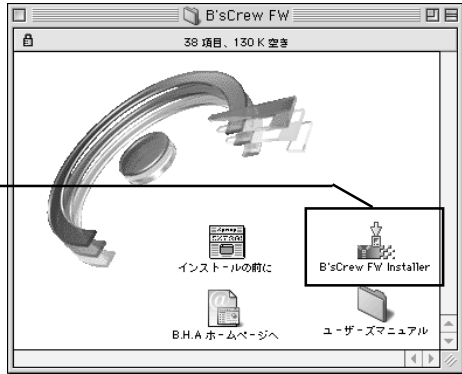 B'sCrew FW
38 項目、130 K 空き
インストールの前に
B'sCrew FW Installer
B.H.A ホームページへ
ユーザーズマニュアル